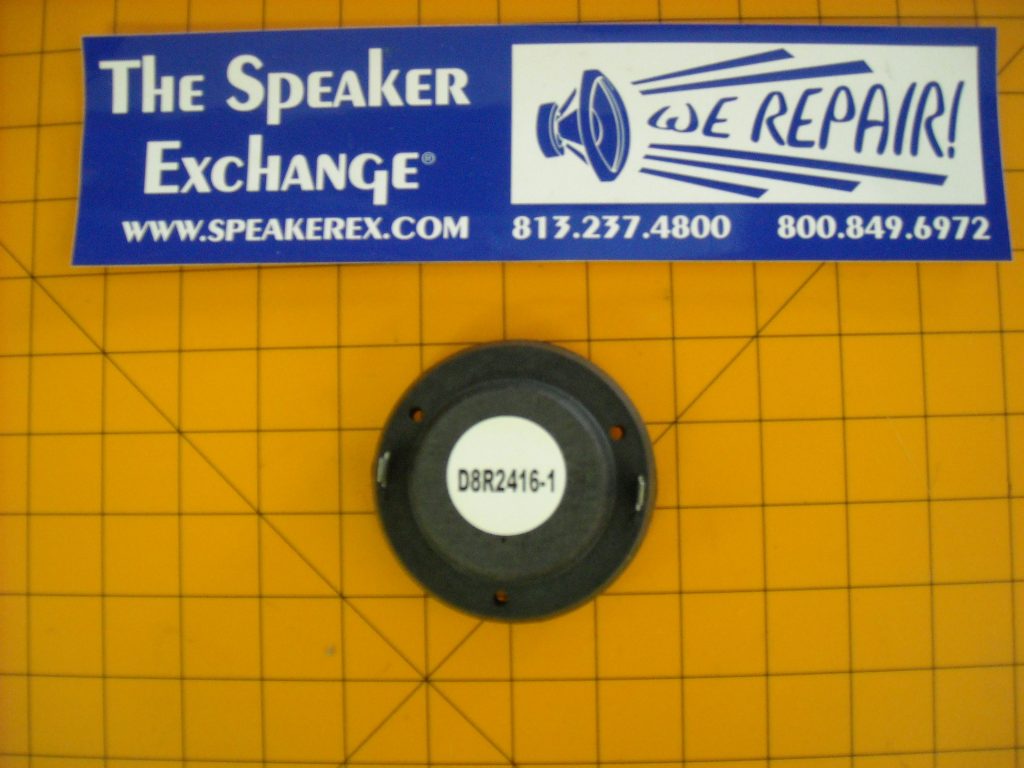 The Speaker
Exchange®
WE REPAIR!
WWW.SPEAKEREX.COM 813.237.4800 800.849.6972
D8R2416-1